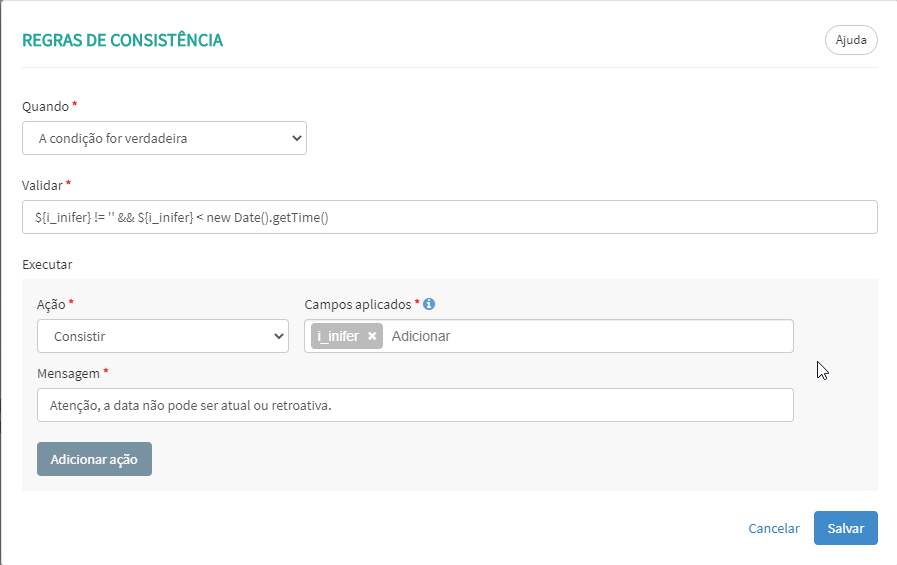 REGRAS DE CONSISTÊNCIA
Ajuda
Quando *
A condição for verdadeira
Validar *
${i_inifer} != '' && ${i_inifer} < new Date().getTime()
Executar
Ação *
Campos aplicados *
Consistir
i_inifer × Adicionar
Mensagem *
Atenção, a data não pode ser atual ou retroativa.
Adicionar ação
Cancelar
Salvar